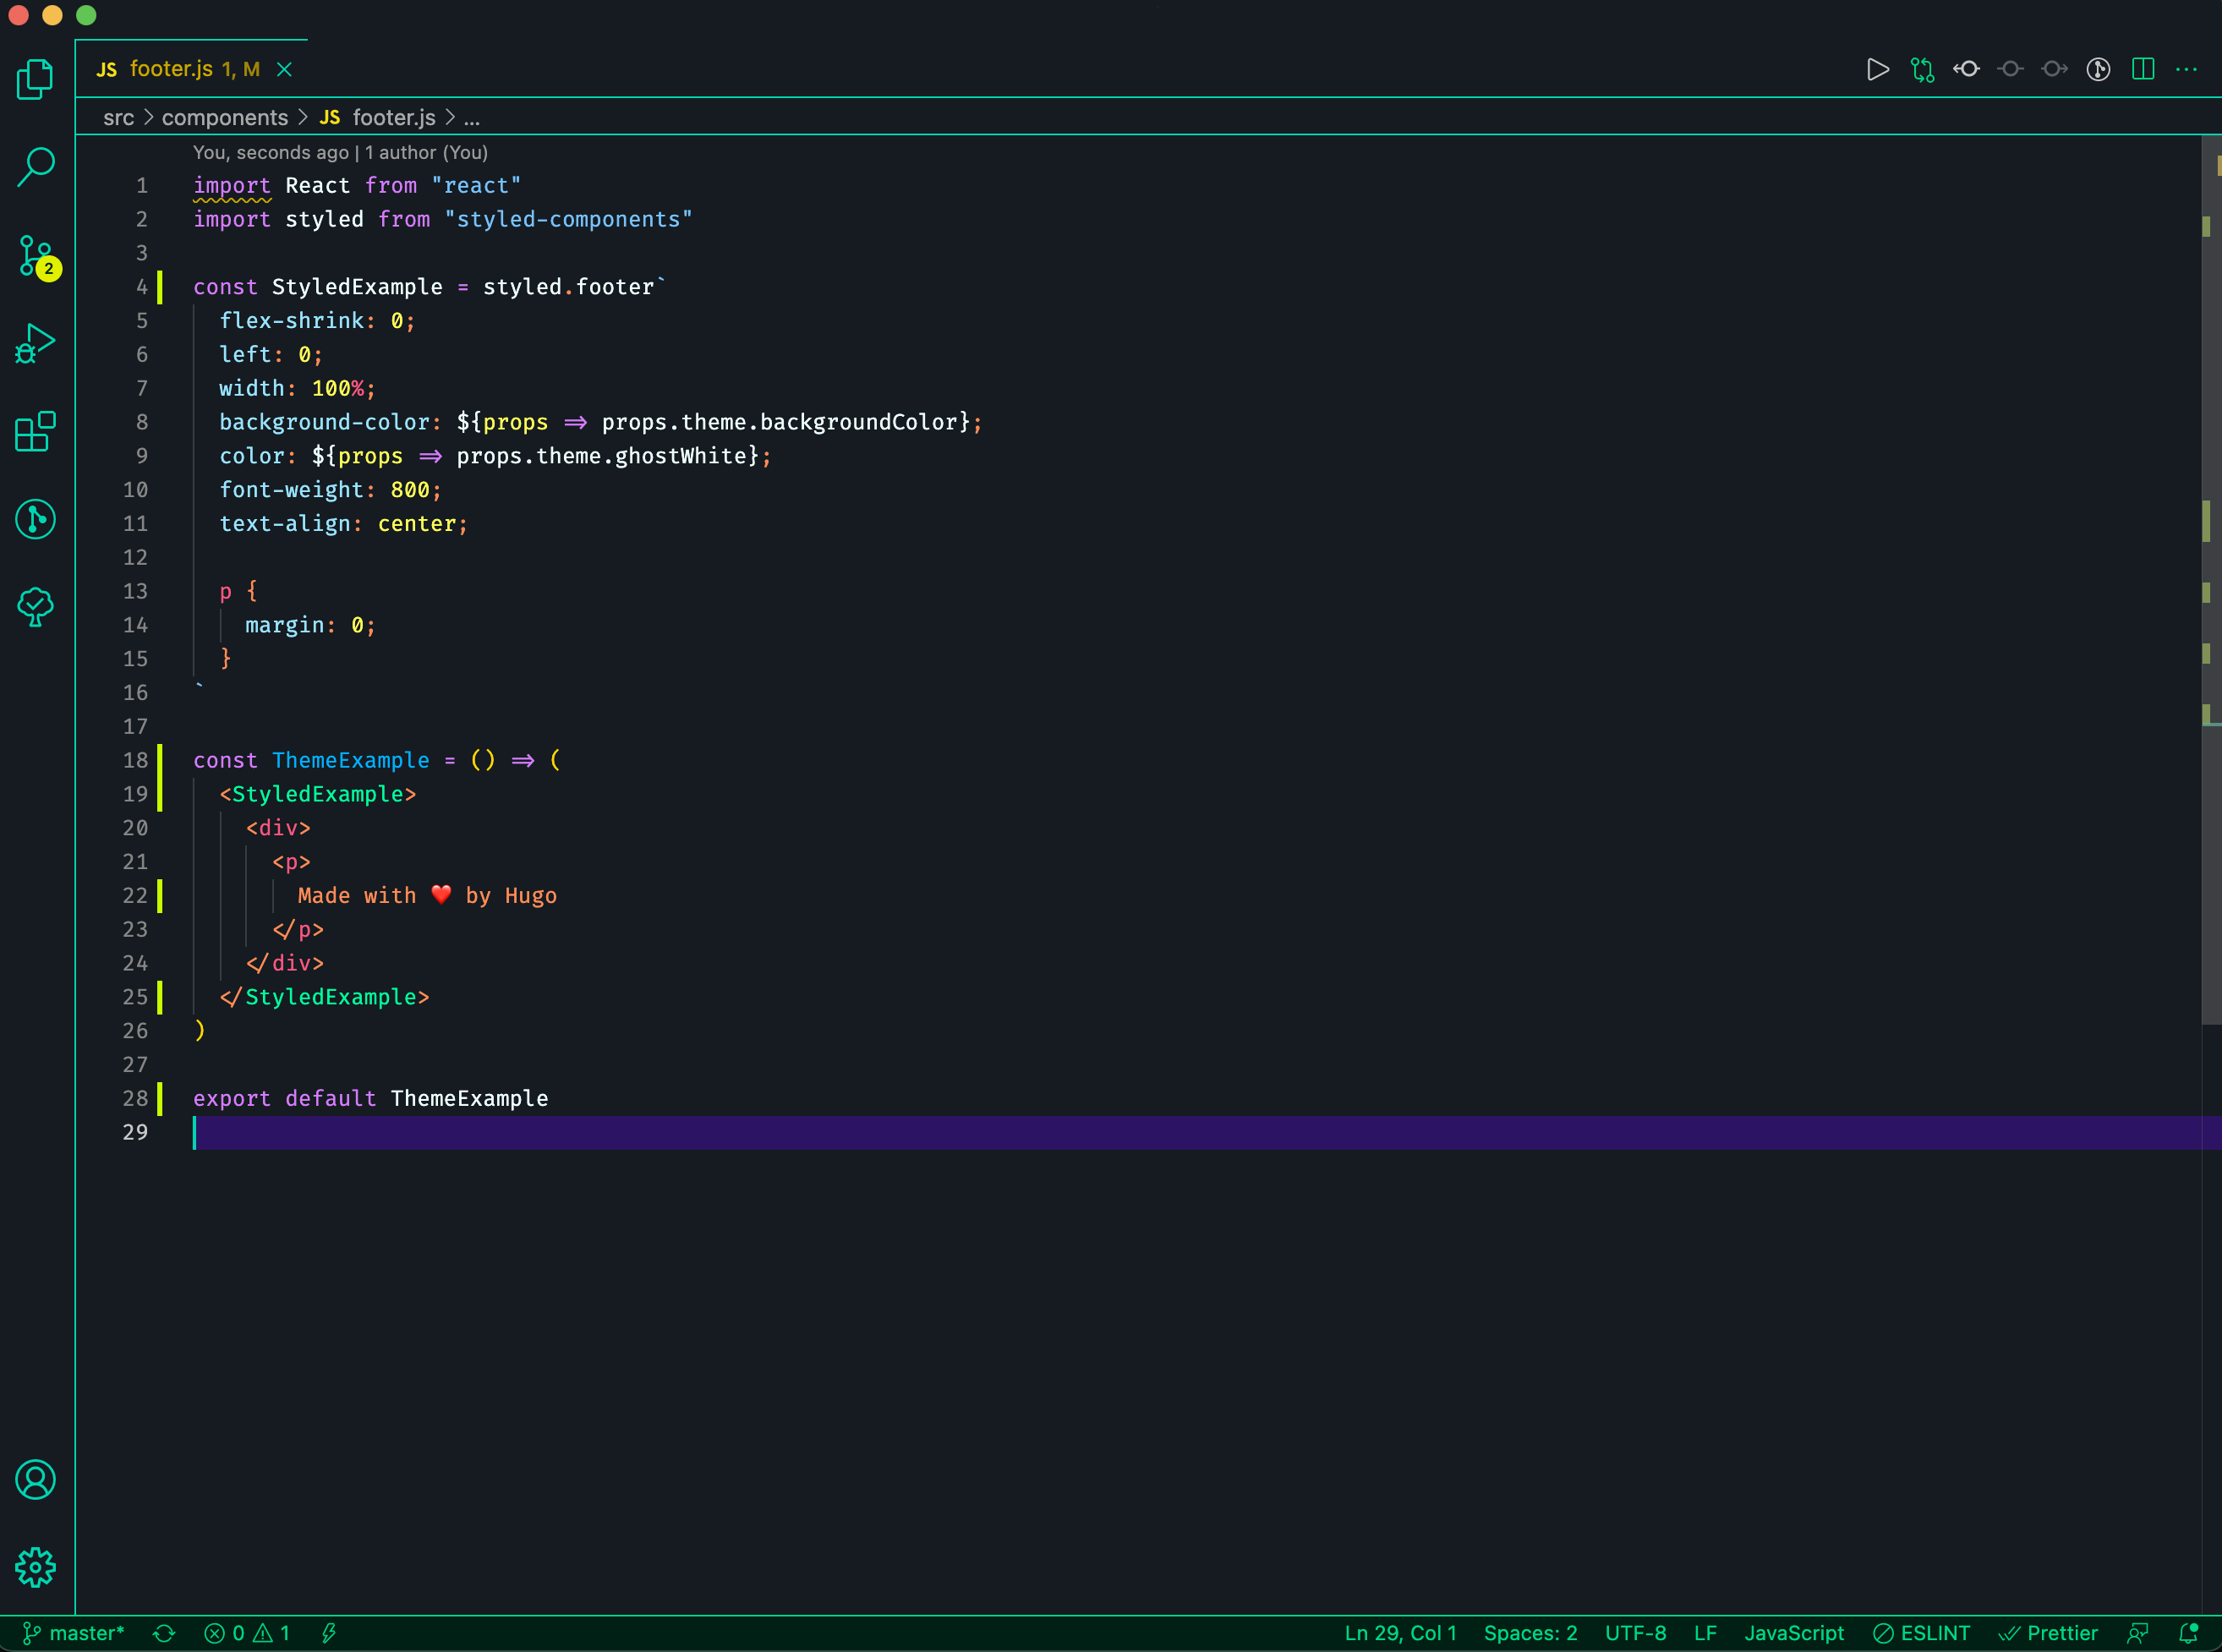 JS footer.js 1, M
src > components > JS footer.js > ...
You, seconds ago | 1 author (You)
1 import React from "react"
2 import styled from "styled-components"
3
4 const StyledExample = styled.footer`
5 flex-shrink: 0;
6 left: 0;
7 width: 100%;
8 background-color: ${props => props.theme.backgroundColor};
9 color: ${props => props.theme.ghostWhite};
10 font-weight: 800;
11 text-align: center;
12
13 p {
14 margin: 0;
15 }
16 `
17
18 const ThemeExample = () => (
19 <StyledExample>
20 <div>
21 <p>
22 Made with ❤️ by Hugo
23 </p>
24 </div>
25 </StyledExample>
26 )
27
28 export default ThemeExample
29
2
master* 0 1 Ln 29, Col 1 Spaces: 2 UTF-8 LF JavaScript ESLINT Prettier